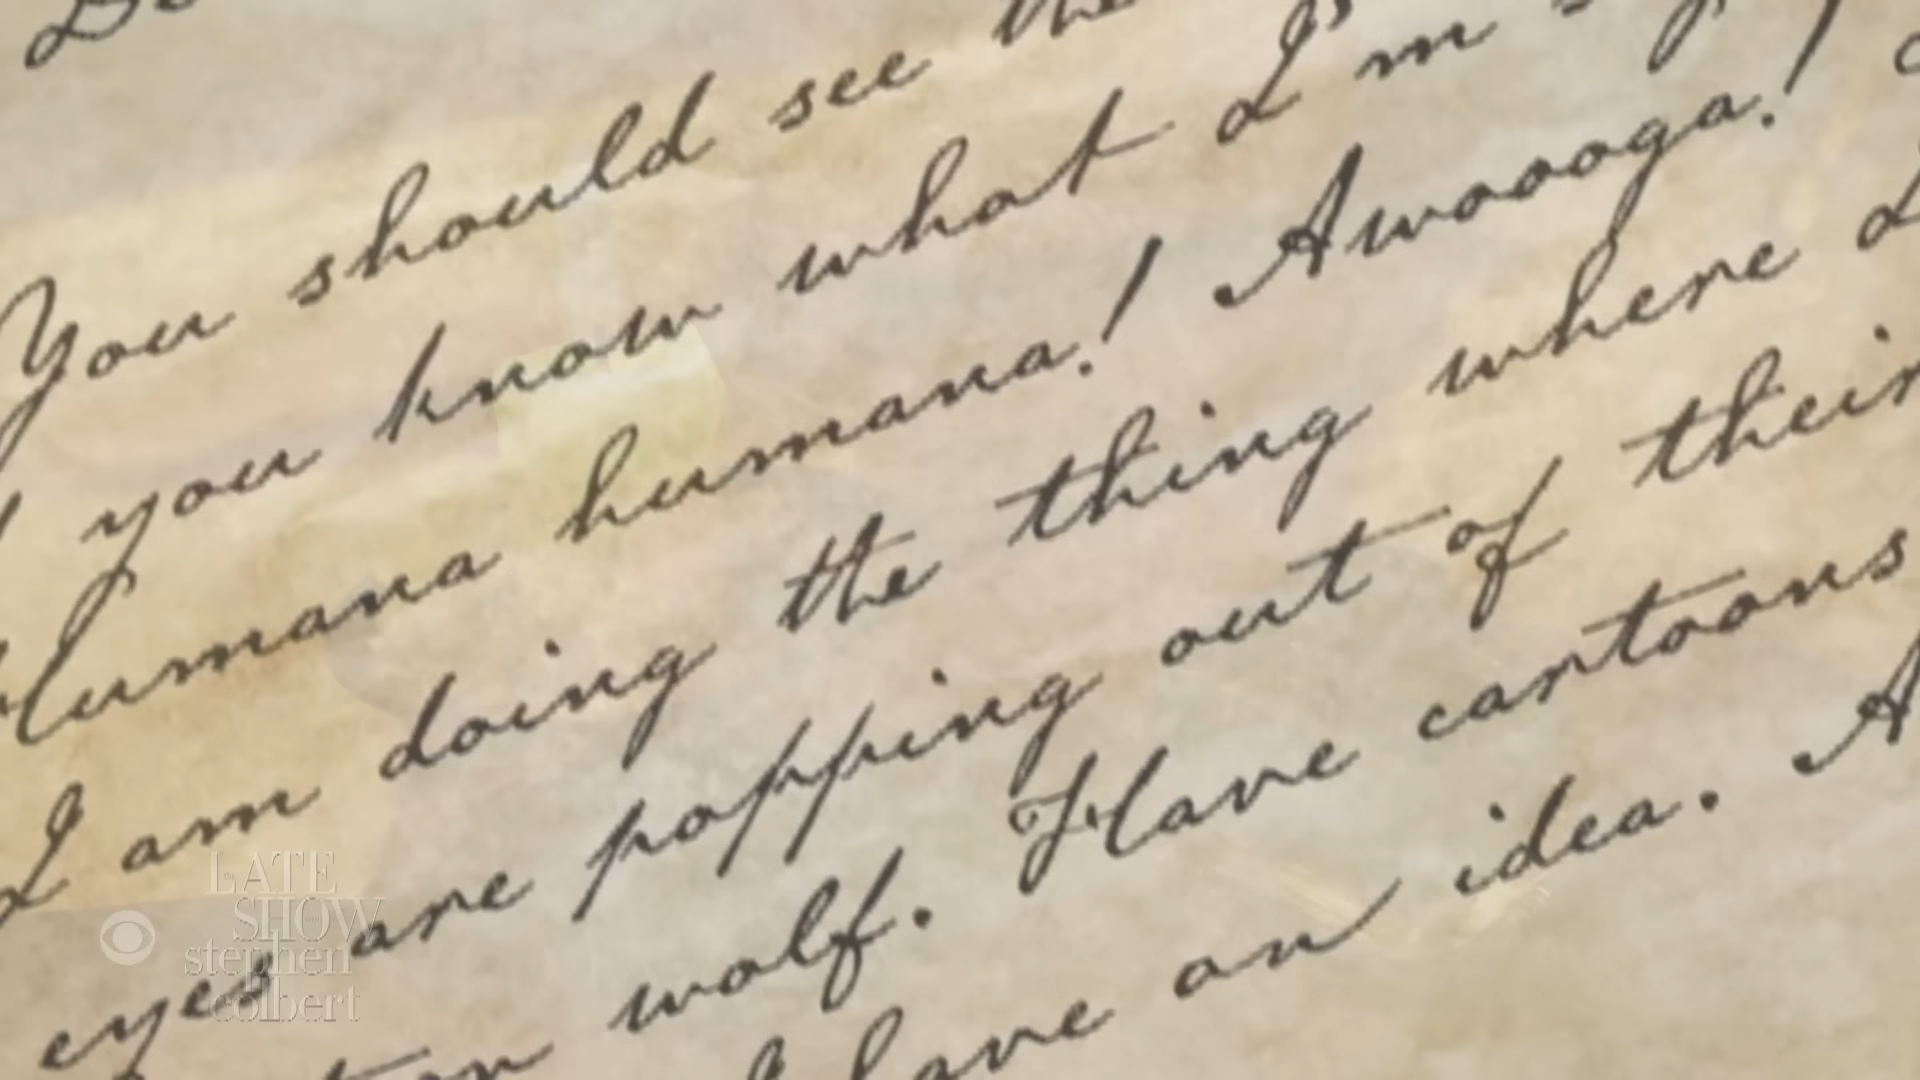 You should see the
you know what I'm
Humana humana! Awooga!
I am doing the thing where I
eyes are popping out of their
wolf. Have cartoons
have an idea. A
LATE
SHOW
stephen
colbert